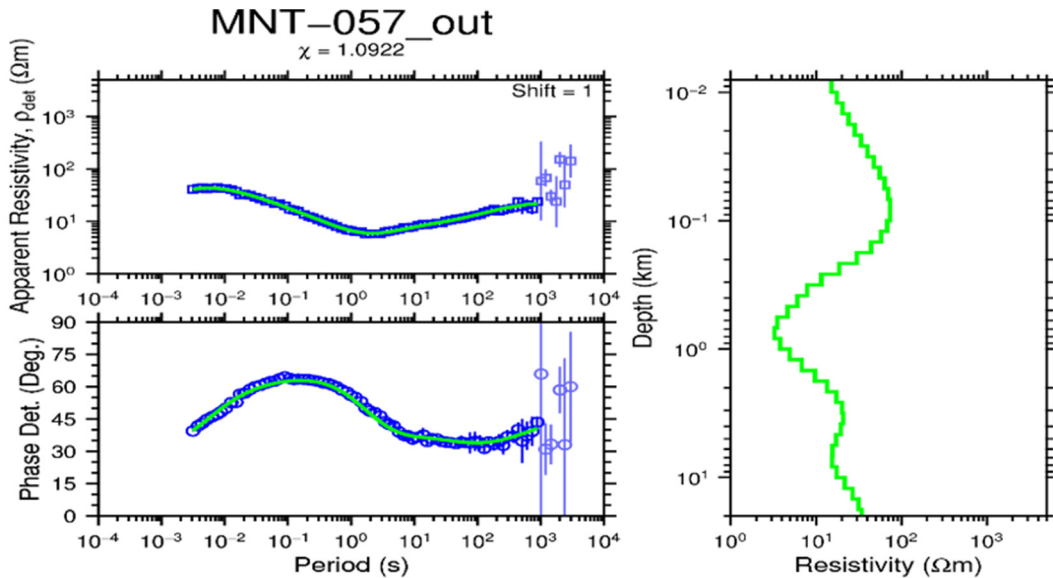 MNT–057_out
χ = 1.0922
Apparent Resistivity, ρdet (Ωm)
Shift = 1
10³
10²
10¹
10⁰
10⁻⁴ 10⁻³ 10⁻² 10⁻¹ 10⁰ 10¹ 10² 10³ 10⁴
Phase Det. (Deg.)
90
75
60
45
30
15
0
10⁻⁴ 10⁻³ 10⁻² 10⁻¹ 10⁰ 10¹ 10² 10³ 10⁴
Period (s)
Depth (km)
10⁻²
10⁻¹
10⁰
10¹
10⁰ 10¹ 10² 10³
Resistivity (Ωm)